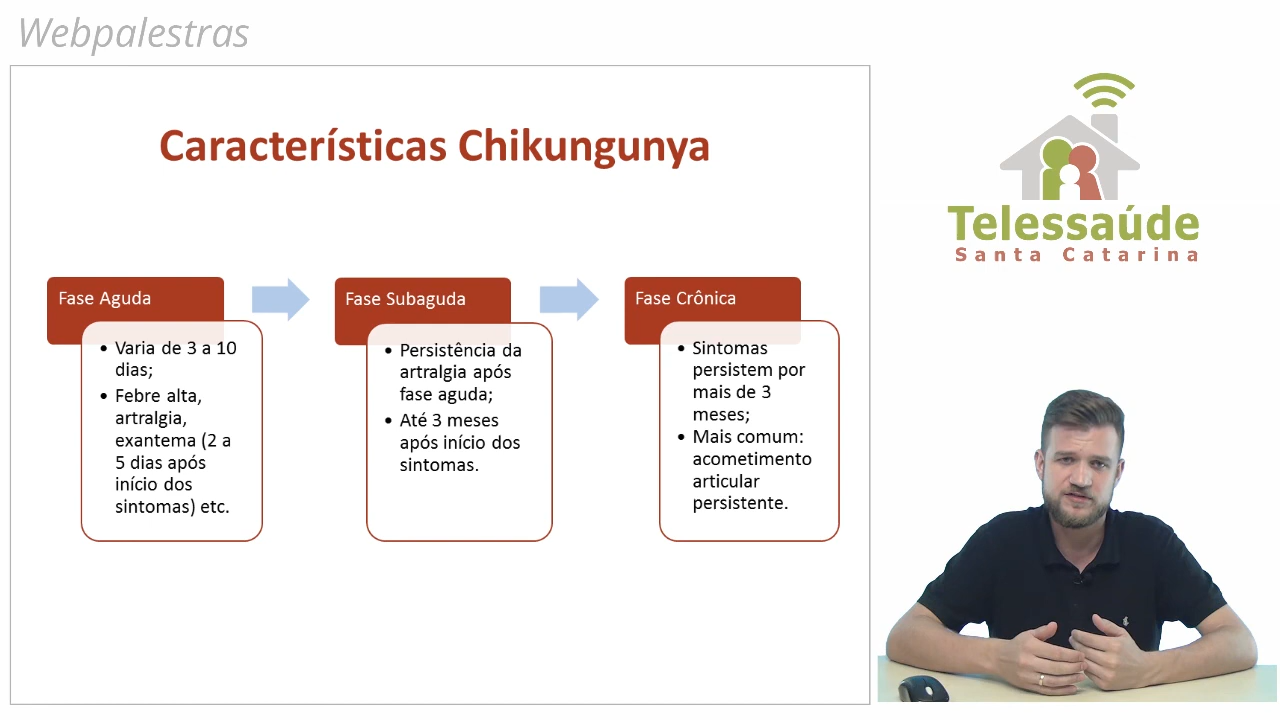 Webpalestras
Características Chikungunya
Fase Aguda
• Varia de 3 a 10
dias;
• Febre alta,
artralgia,
exantema (2 a
5 dias após
início dos
sintomas) etc.
Fase Subaguda
• Persistência da
artralgia após
fase aguda;
• Até 3 meses
após início dos
sintomas.
Fase Crônica
• Sintomas
persistem por
mais de 3
meses;
• Mais comum:
acometimento
articular
persistente.
Telessaúde
Santa Catarina